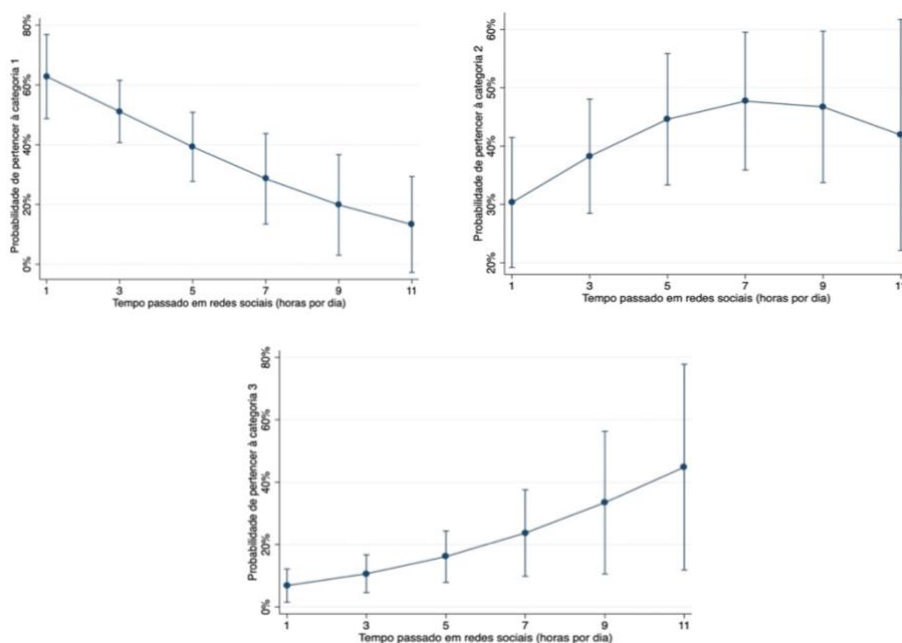 Probabilidade de pertencer à categoria 1
80%
60%
40%
20%
0%
1 3 5 7 9 11
Tempo passado em redes sociais (horas por dia)
Probabilidade de pertencer à categoria 2
60%
50%
40%
30%
20%
1 3 5 7 9 11
Tempo passado em redes sociais (horas por dia)
Probabilidade de pertencer à categoria 3
80%
60%
40%
20%
0%
1 3 5 7 9 11
Tempo passado em redes sociais (horas por dia)